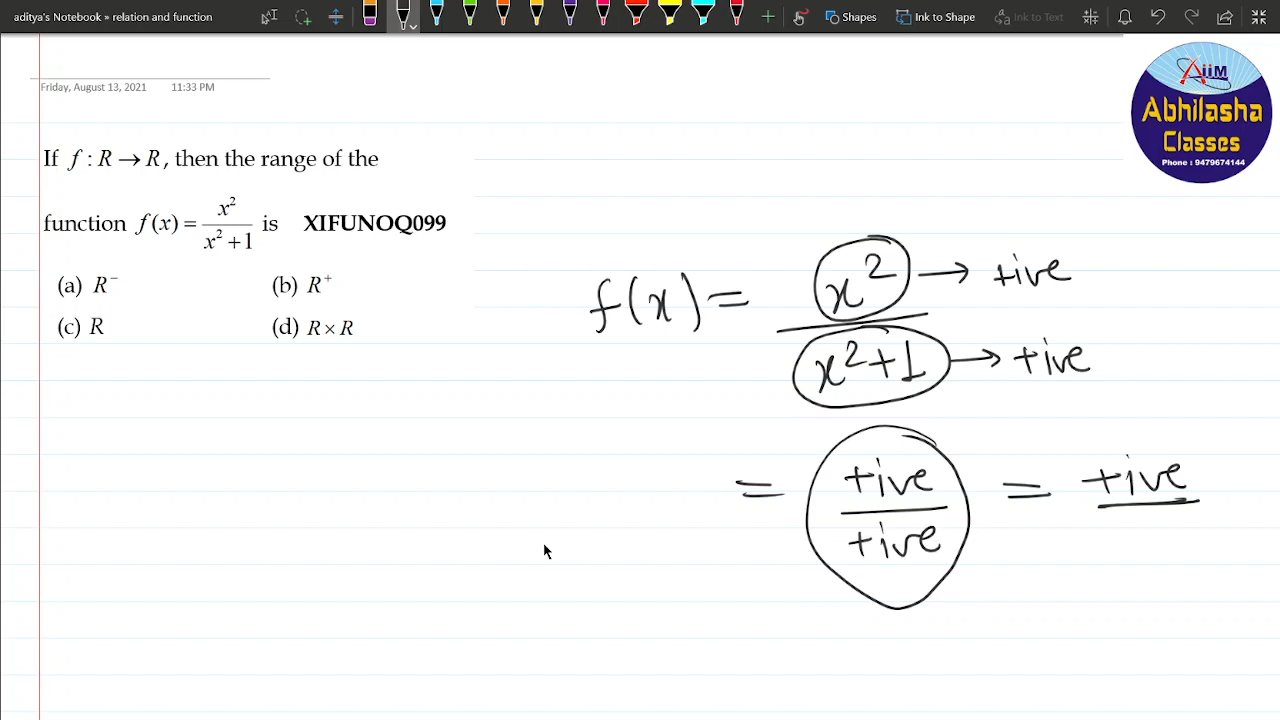 aditya's Notebook » relation and function
Shapes
Ink to Shape
Ink to Text
Friday, August 13, 2021 11:33 PM
AIIM
Abhilasha
Classes
Phone : 9479674144
If f : R → R, then the range of the
function f(x) = x²/(x² + 1) is XIFUNOQ099
(a) R⁻ (b) R⁺
(c) R (d) R × R
f(x) = x² → +ive
x²+1 → +ive
= +ive/+ive = +ive